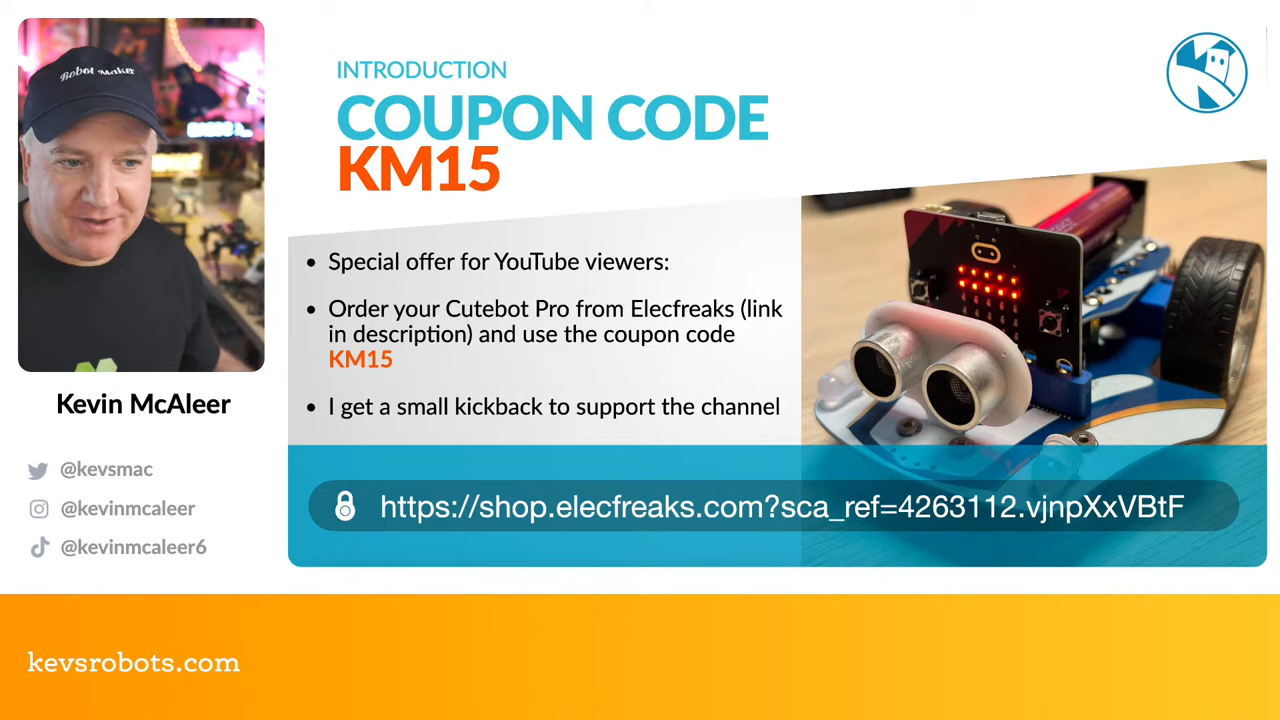 Robot Maker
INTRODUCTION
COUPON CODE
KM15
• Special offer for YouTube viewers:
• Order your Cutebot Pro from Elecfreaks (link
in description) and use the coupon code
KM15
• I get a small kickback to support the channel
https://shop.elecfreaks.com?sca_ref=4263112.vjnpXxVBtF
Kevin McAleer
@kevsmac
@kevinmcaleer
@kevinmcaleer6
kevsrobots.com